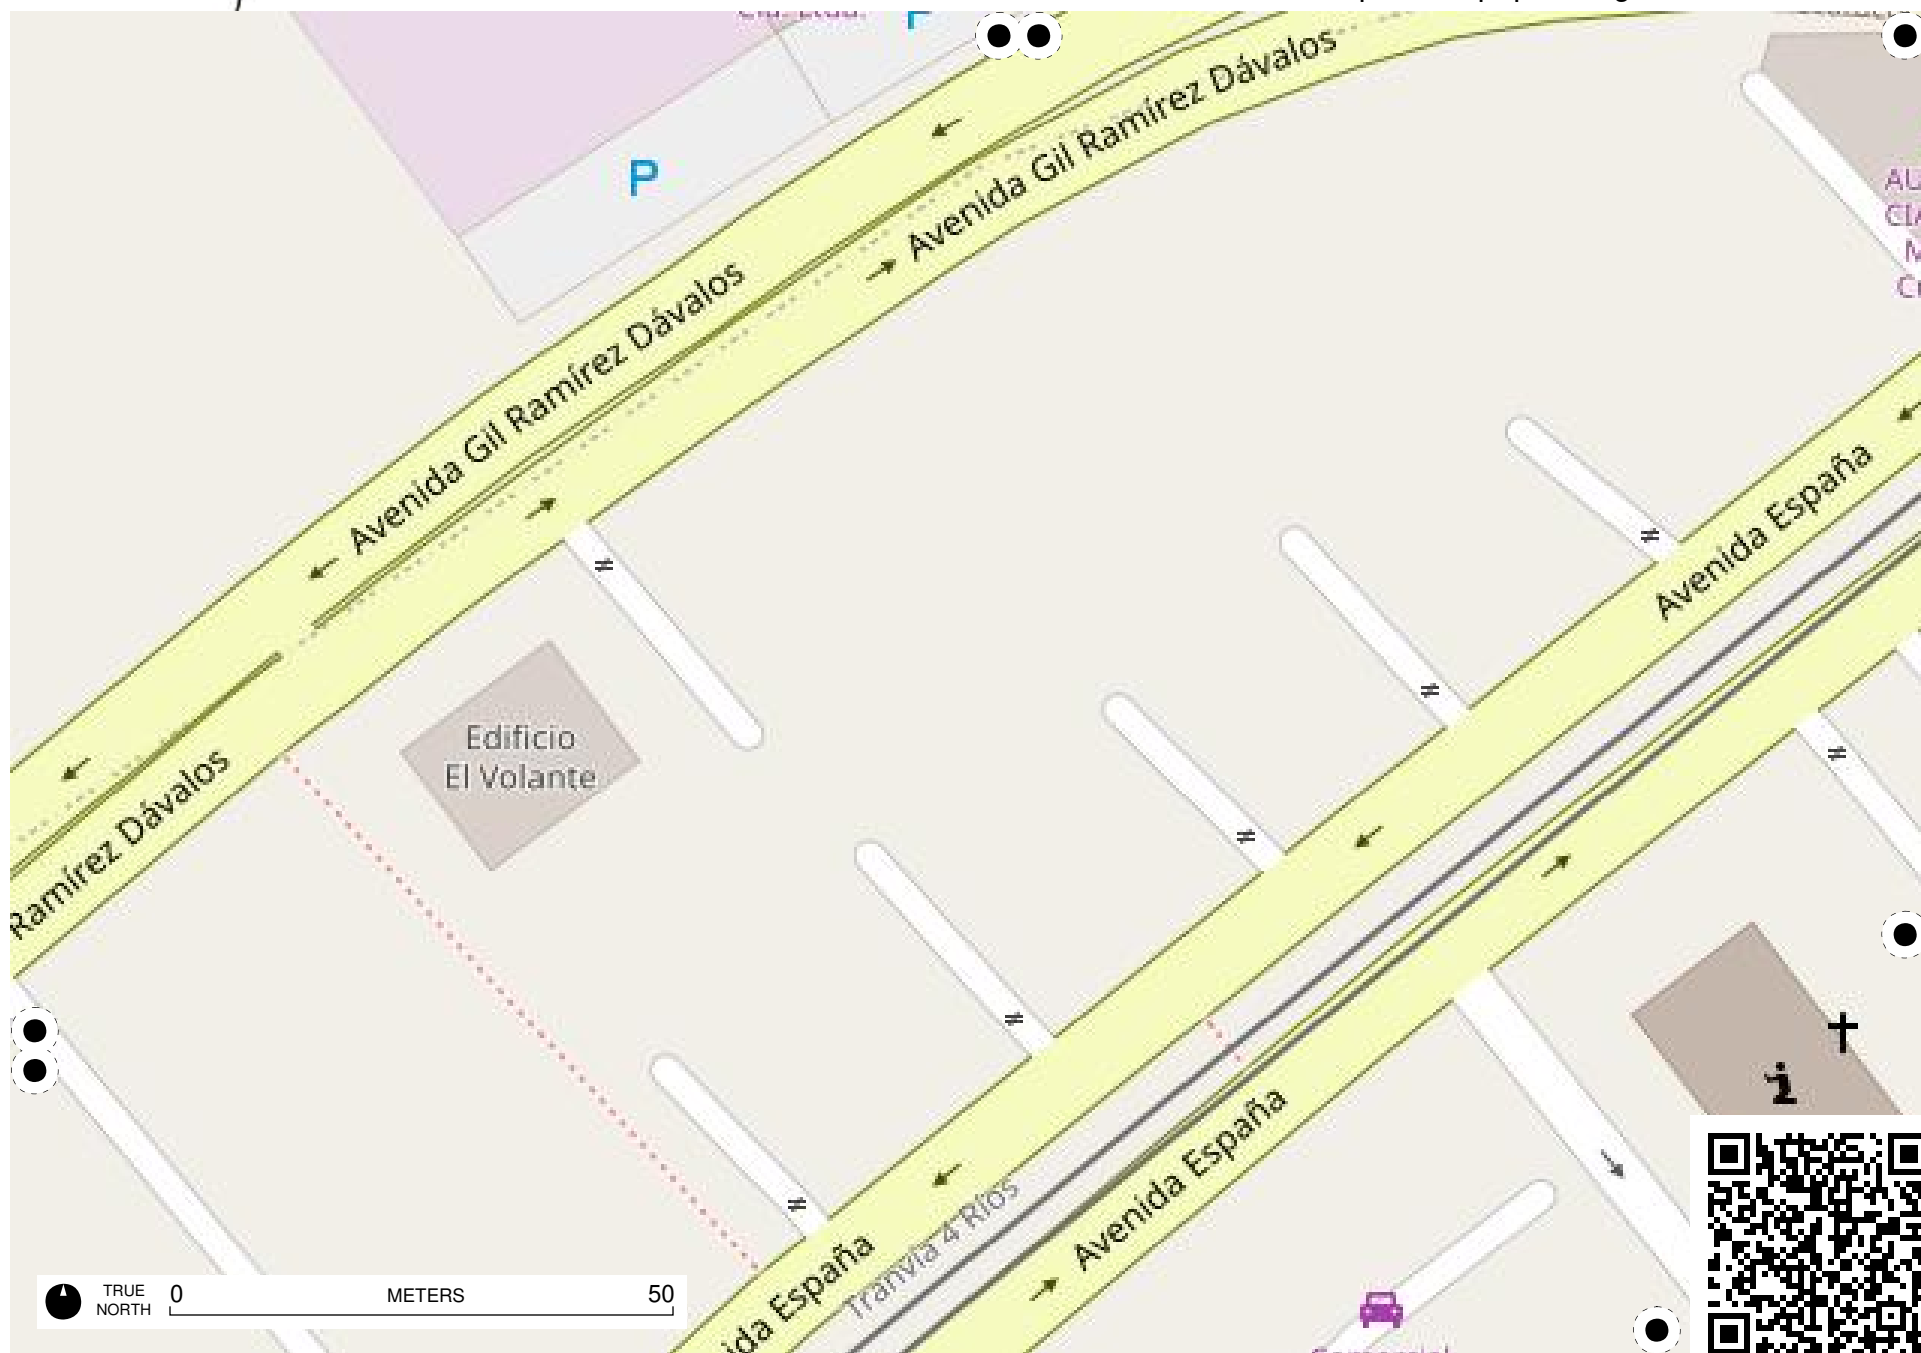 P
Avenida Gil Ramírez Dávalos
P
Avenida Gil Ramírez Dávalos
Avenida España
Edificio
El Volante
Ramírez Dávalos
Avenida España
España
Tranvía 4 Ríos
TRUE
NORTH
0
METERS
50